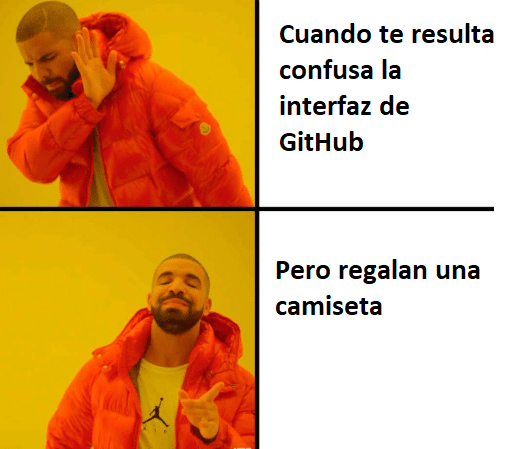 Cuando te resulta
confusa la
interfaz de
GitHub
Pero regalan una
camiseta